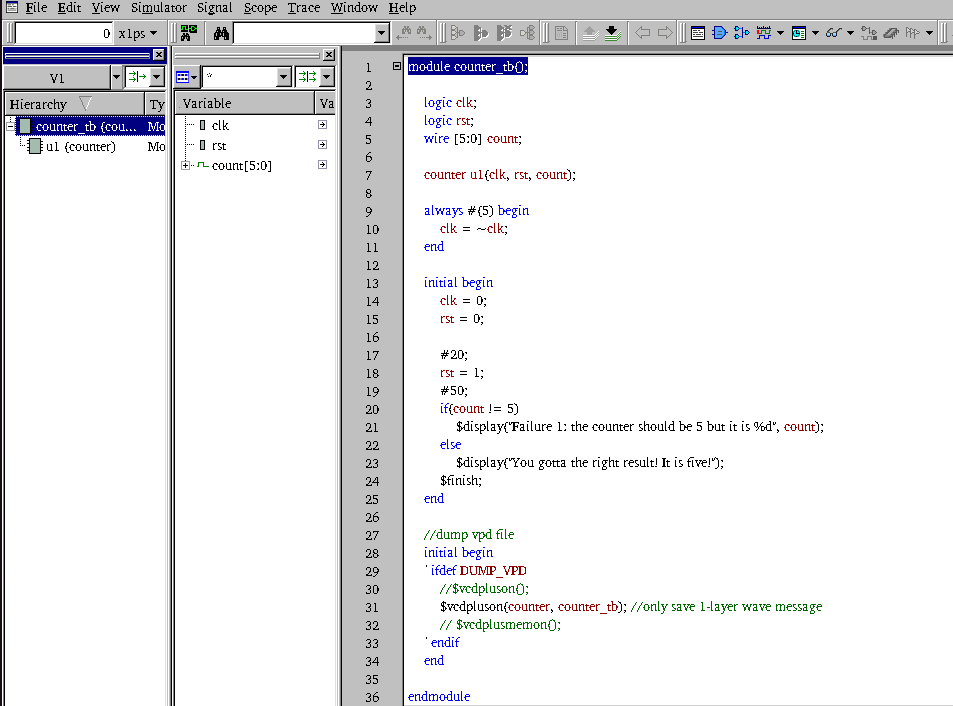 File Edit View Simulator Signal Scope Trace Window Help
0 x1ps
V1
*
Hierarchy Ty
Variable Va
counter_tb (cou... Mo
u1 (counter) Mo
clk
rst
count[5:0]
1 module counter_tb();
2
3 logic clk;
4 logic rst;
5 wire [5:0] count;
6
7 counter u1(clk, rst, count);
8
9 always #(5) begin
10 clk = ~clk;
11 end
12
13 initial begin
14 clk = 0;
15 rst = 0;
16
17 #20;
18 rst = 1;
19 #50;
20 if(count != 5)
21 $display("Failure 1: the counter should be 5 but it is %d", count);
22 else
23 $display("You gotta the right result! It is five!");
24 $finish;
25 end
26
27 //dump vpd file
28 initial begin
29 `ifdef DUMP_VPD
30 //$vcdpluson();
31 $vcdpluson(counter, counter_tb); //only save 1-layer wave message
32 // $vcdplusmemon();
33 `endif
34 end
35
36 endmodule